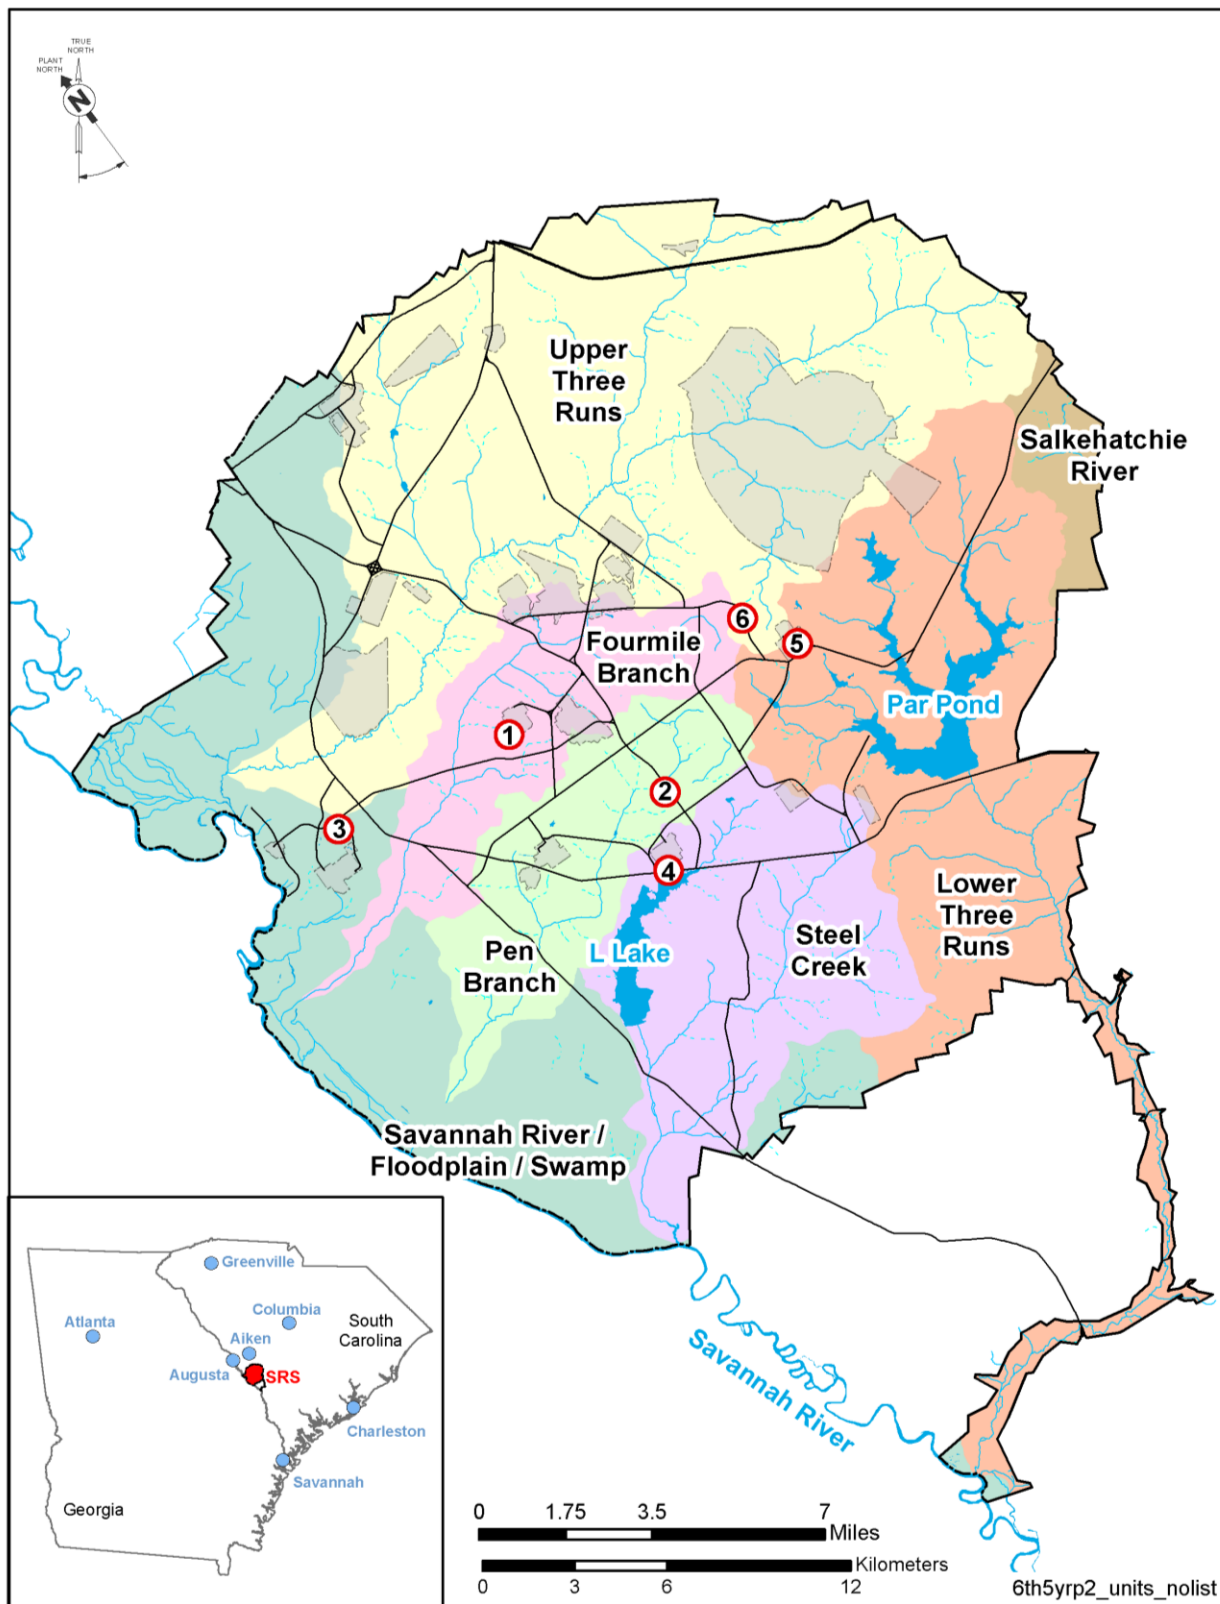 TRUE
NORTH
PLANT
NORTH
N
Upper
Three
Runs
Salkehatchie
River
6
Fourmile
Branch
5
Par Pond
1
2
3
4
Lower
Three
Runs
Pen
Branch
L Lake
Steel
Creek
Savannah River /
Floodplain / Swamp
Greenville
Columbia
South
Carolina
Atlanta
Aiken
Augusta
SRS
Charleston
Savannah
Georgia
Savannah River
0 1.75 3.5 7
Miles
Kilometers
0 3 6 12
6th5yrp2_units_nolist